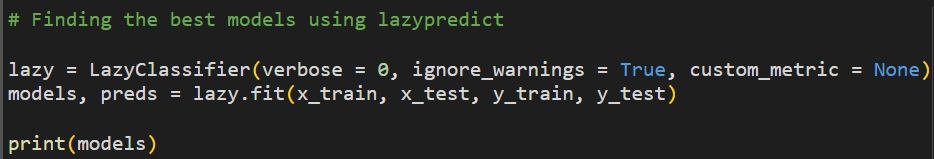 # Finding the best models using lazypredict
lazy = LazyClassifier(verbose = 0, ignore_warnings = True, custom_metric = None)
models, preds = lazy.fit(x_train, x_test, y_train, y_test)
print(models)